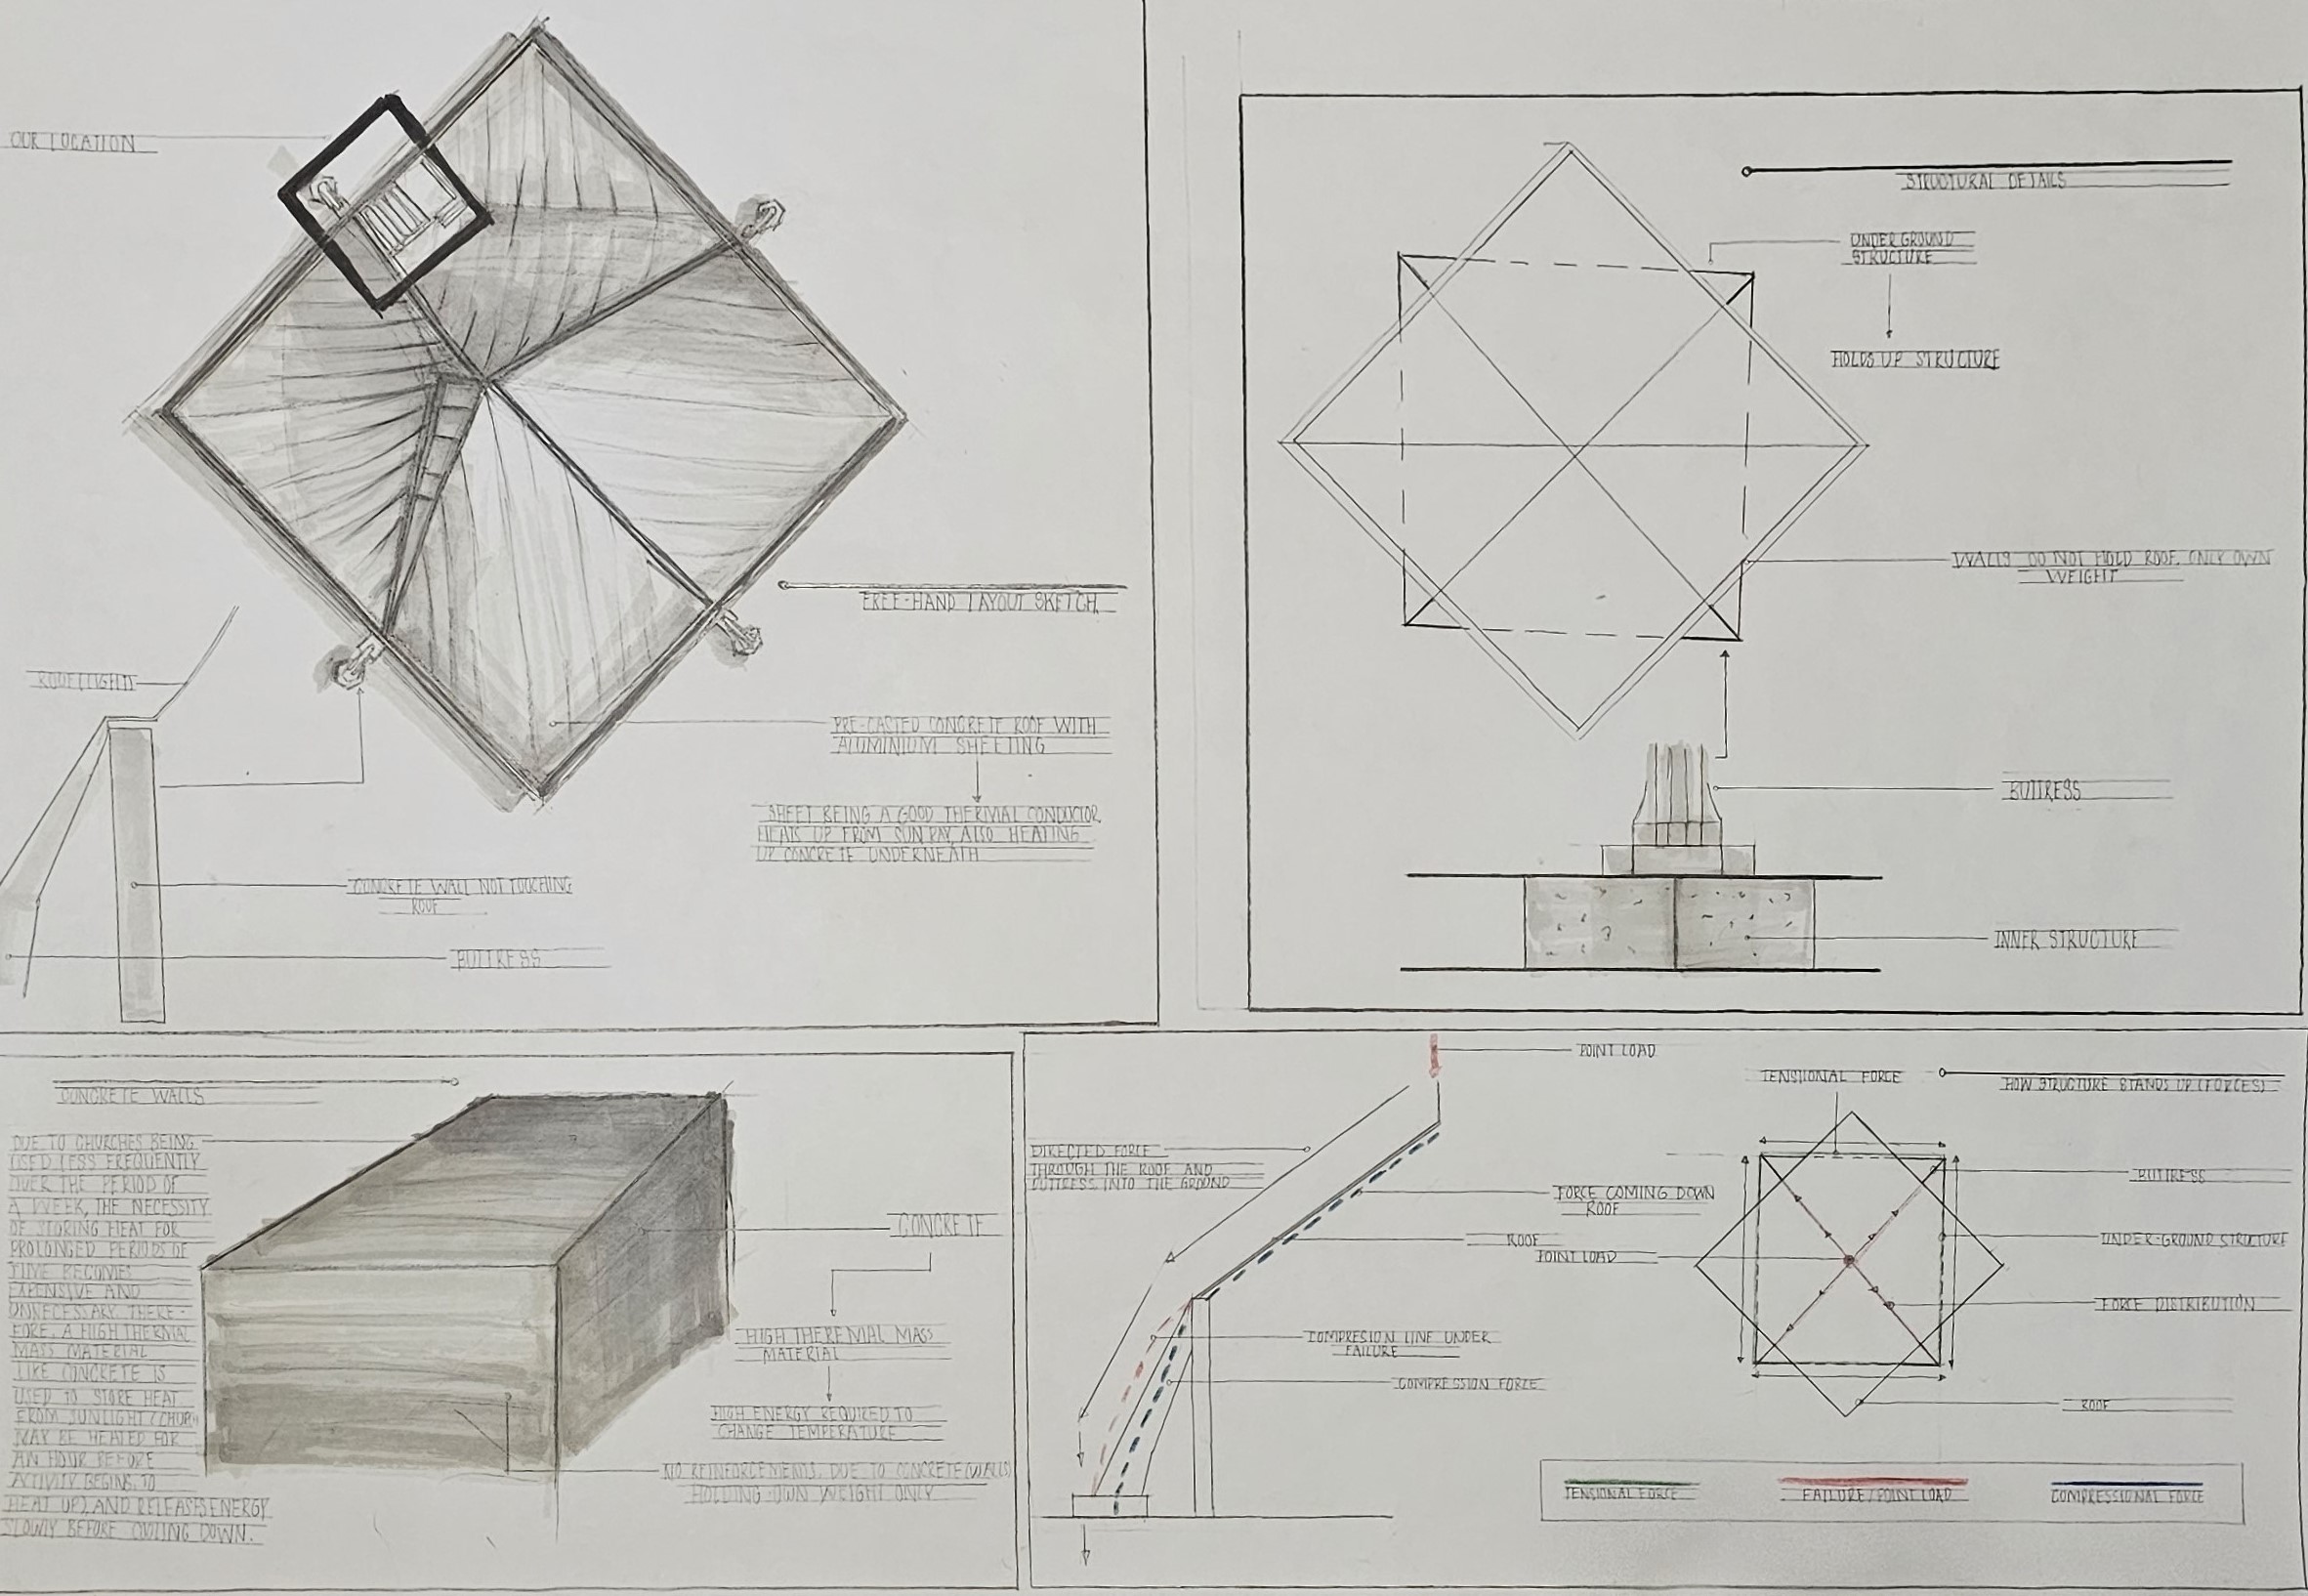 OUR LOCATION
FREE-HAND LAYOUT SKETCH.
ROOF (LIGHT)
PRE-CASTED CONCRETE ROOF WITH
ALUMINIUM SHEETING
SHEET BEING A GOOD THERMAL CONDUCTOR
HEATS UP FROM SUN RAY, ALSO HEATING
UP CONCRETE UNDERNEATH
CONCRETE WALL NOT TOUCHING
ROOF
BUTTRESS
STRUCTURAL DETAILS
UNDERGROUND
STRUCTURE
HOLDS UP STRUCTURE
WALLS DO NOT HOLD ROOF, ONLY OWN
WEIGHT
BUTTRESS
INNER STRUCTURE
CONCRETE WALLS
DUE TO CHURCHES BEING
USED LESS FREQUENTLY
OVER THE PERIOD OF
A WEEK, THE NECESSITY
OF STORING HEAT FOR
PROLONGED PERIODS OF
TIME BECOMES
EXPENSIVE AND
UNNECESSARY. THERE-
FORE, A HIGH THERMAL
MASS MATERIAL
LIKE CONCRETE IS
USED TO STORE HEAT
FROM SUNLIGHT (CHURCH
MAY BE HEATED FOR
AN HOUR BEFORE
ACTIVITY BEGINS, TO
HEAT UP), AND RELEASES ENERGY
SLOWLY BEFORE COOLING DOWN.
CONCRETE
HIGH THEREMAL MASS
MATERIAL
HIGH ENERGY REQUIRED TO
CHANGE TEMPERATURE
NO REINFORCEMENTS, DUE TO CONCRETE (WALLS)
HOLDING OWN WEIGHT ONLY
POINT LOAD
DIRECTED FORCE
THROUGH THE ROOF AND
BUTTRESS, INTO THE GROUND
FORCE COMING DOWN
ROOF
ROOF
COMPRESION LINE UNDER
FAILURE
COMPRESSION FORCE
TENSIIONAL FORCE
HOW STRUCTURE STANDS UP (FORCES)
BUTTRESS
UNDER-GROUND STRUCTURE
POINT LOAD
FORCE DISTRIBUTION
ROOF
TENSIONAL FORCE
FAILURE/POINT LOAD
COMPRESSIONAL FORCE